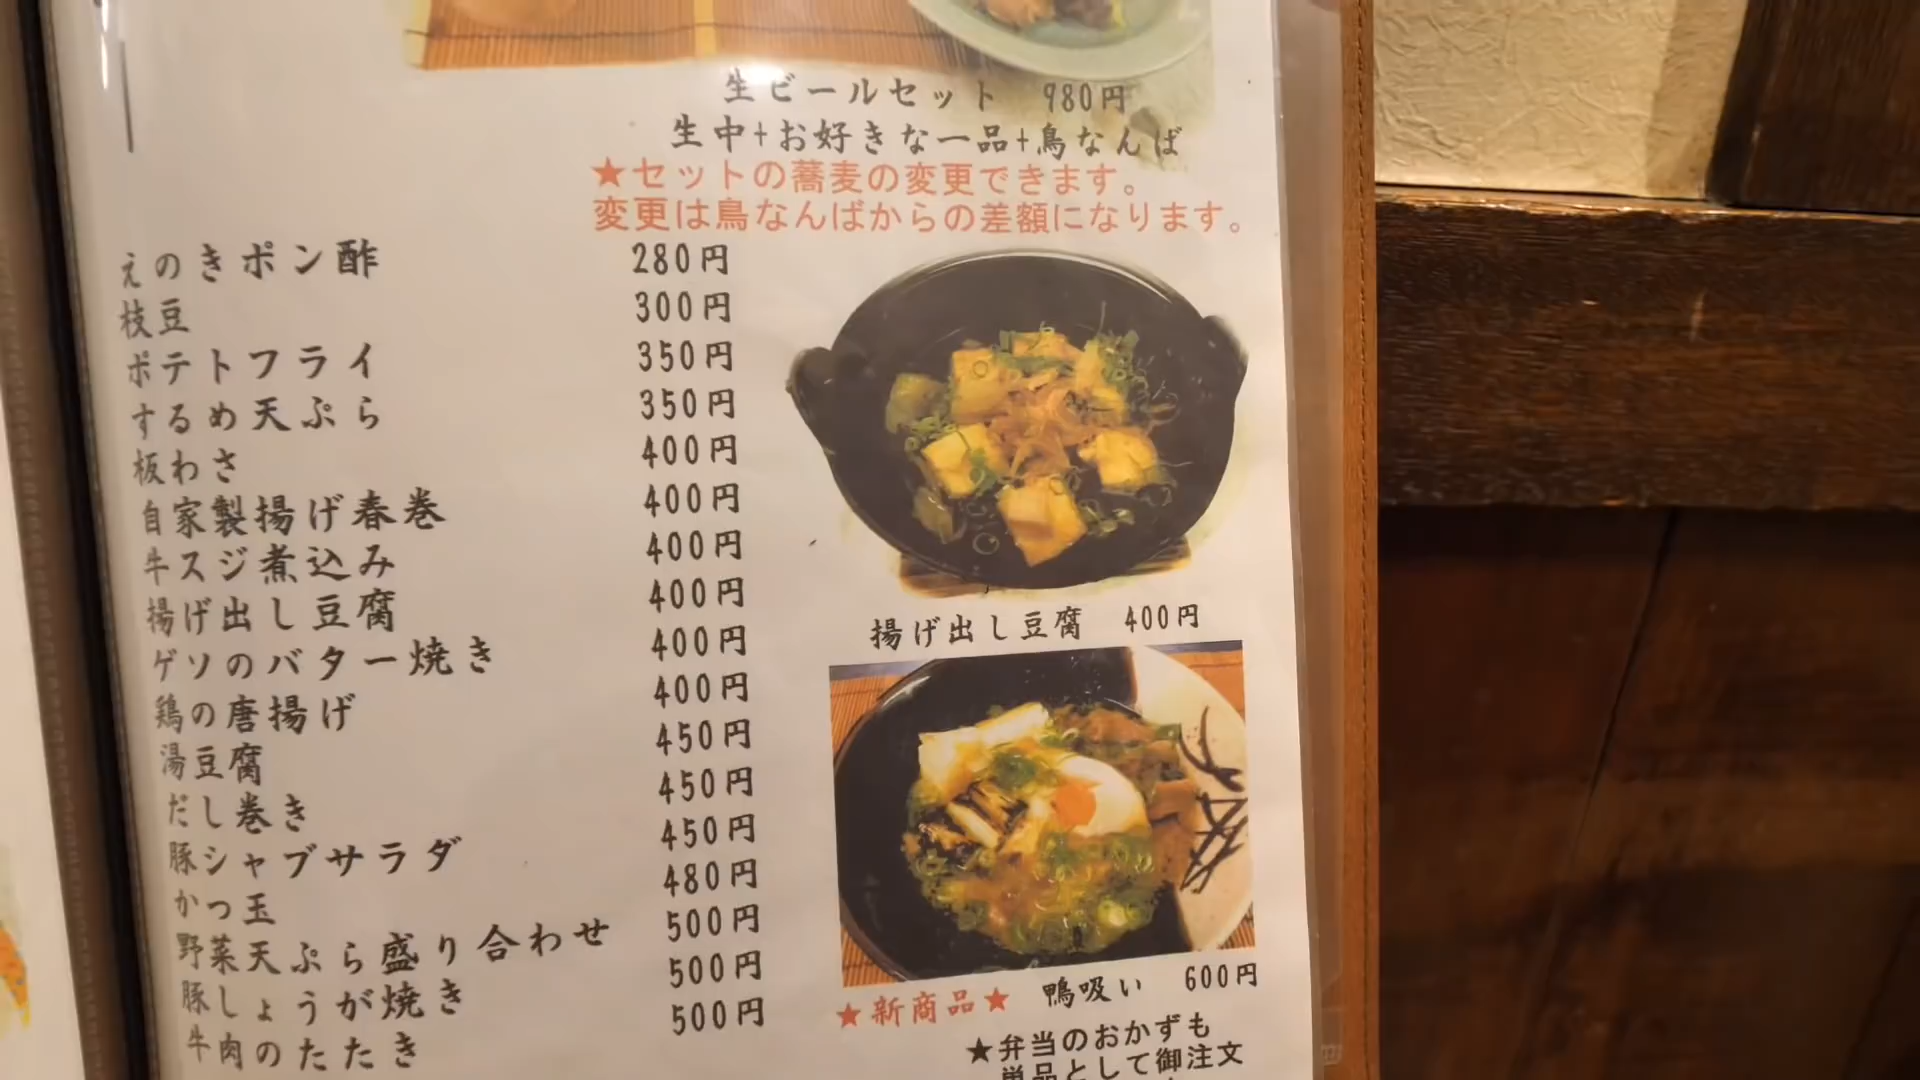 生ビールセット 980円
生中+お好きな一品+鳥なんば
★セットの蕎麦の変更できます。
変更は鳥なんばからの差額になります。
えのきポン酢 280円
枝豆 300円
ポテトフライ 350円
するめ天ぷら 350円
板わさ 400円
自家製揚げ春巻 400円
牛スジ煮込み 400円
揚げ出し豆腐 400円
ゲソのバター焼き 400円
鶏の唐揚げ 400円
湯豆腐 450円
だし巻き 450円
豚シャブサラダ 450円
かつ玉 480円
野菜天ぷら盛り合わせ 500円
豚しょうが焼き 500円
牛肉のたたき 500円
揚げ出し豆腐 400円
★新商品★ 鴨吸い 600円
★弁当のおかずも
単品として御注文